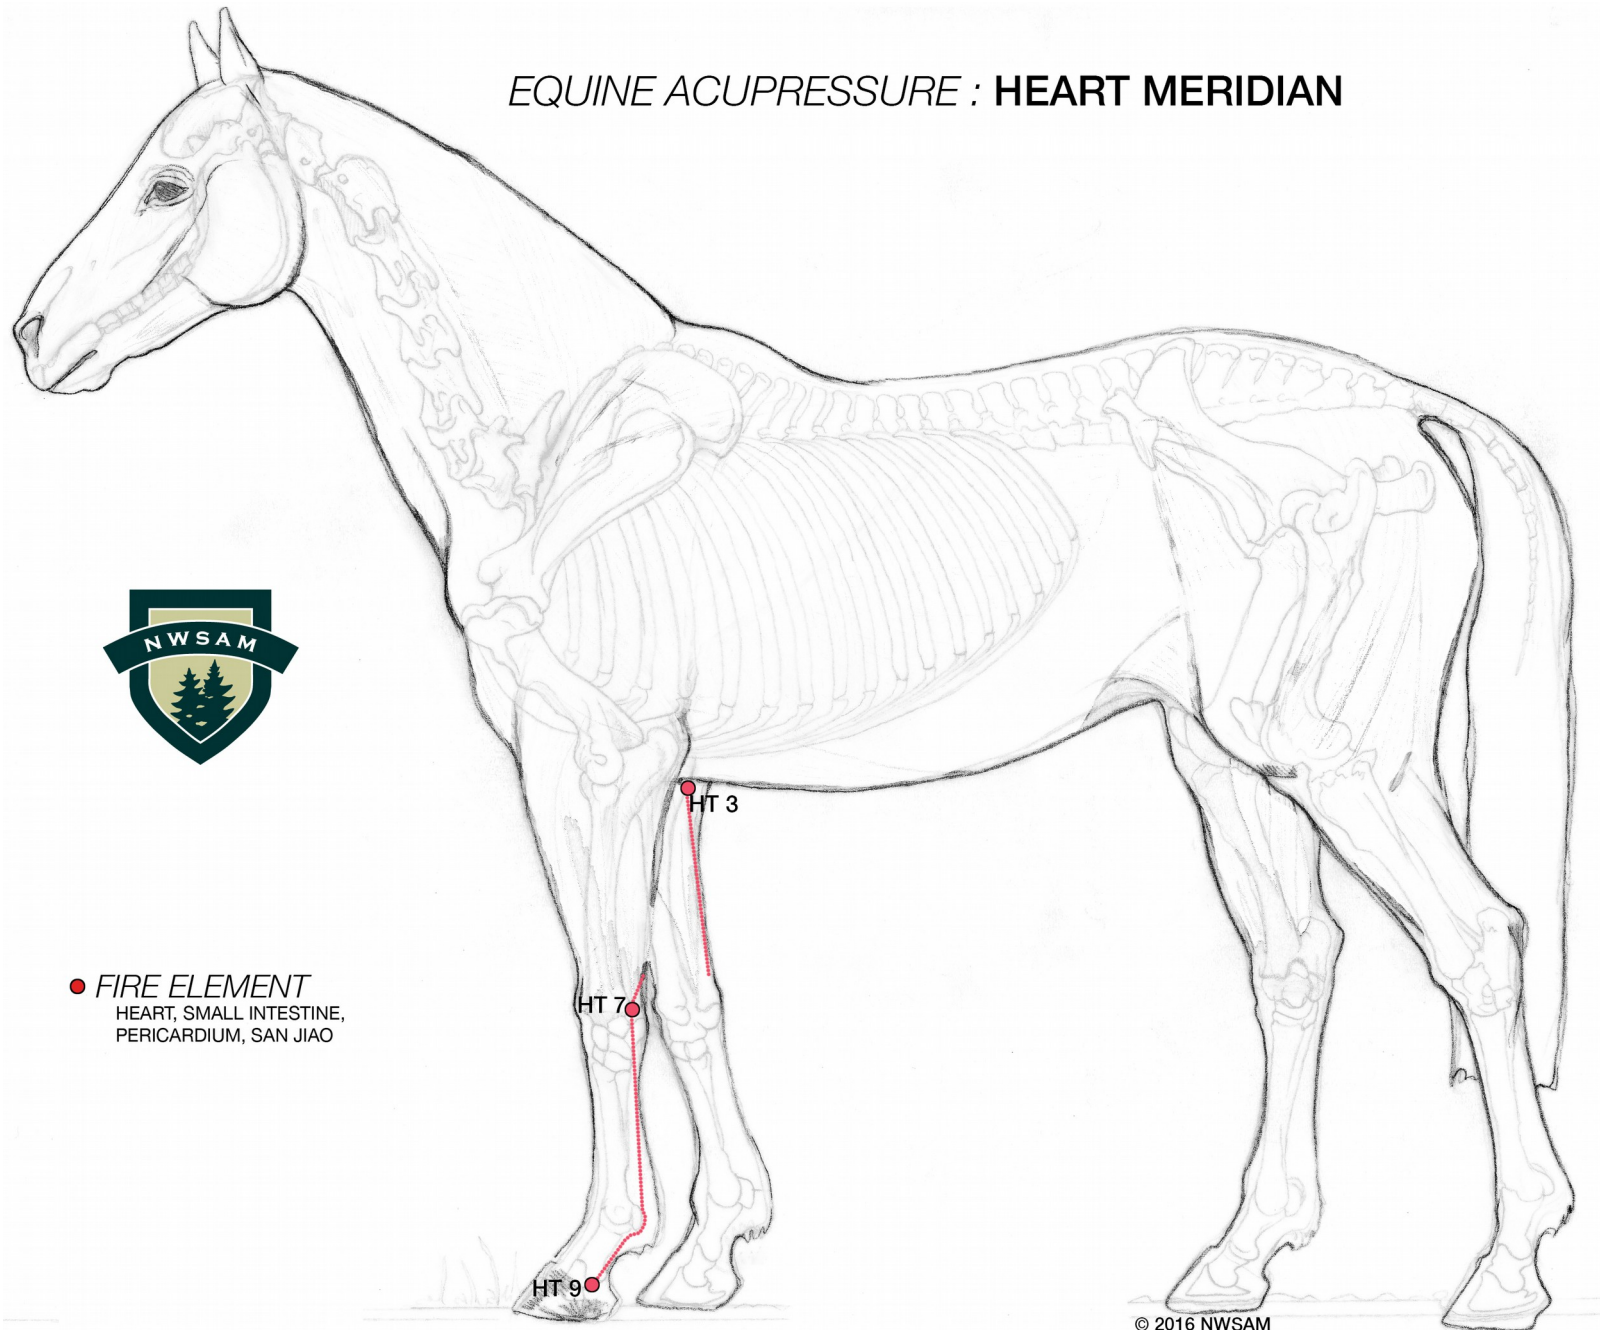 EQUINE ACUPRESSURE : HEART MERIDIAN
NWSAM
HT 3
FIRE ELEMENT
HEART, SMALL INTESTINE,
PERICARDIUM, SAN JIAO
HT 7
HT 9
© 2016 NWSAM